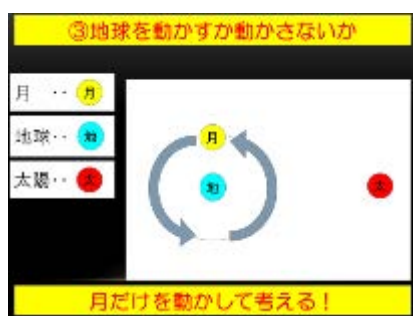 ③地球を動かすか動かさないか
月 ‥ 月
地球‥ 地
太陽‥ 太
月
地
太
月だけを動かして考える！